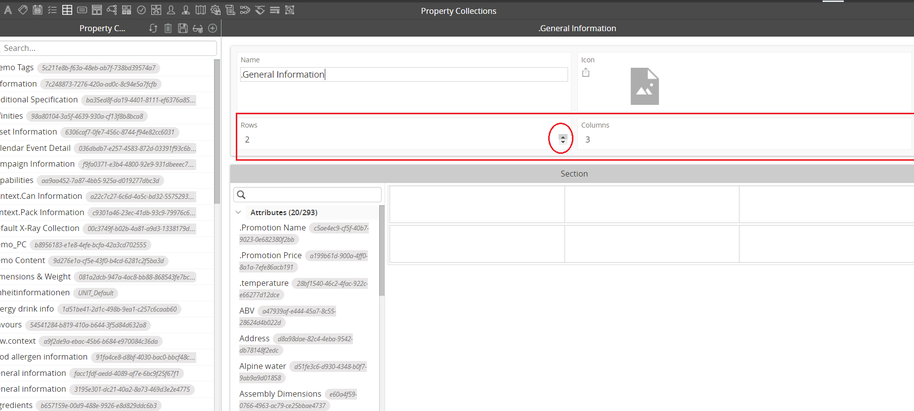 Property Collections
Property C...
.General Information
Search...
emo Tags 5c211e8b-f63a-48eb-ab7f-738bd39574a7
formation 7c248873-7276-420a-ad0c-8c94e5a7fcfb
ditional Specification ba35ed8f-da19-4401-8111-ef6376a85...
finities 98a80104-3a5f-4639-930a-cf13f8b8bca8
set Information 6306caf7-0fe7-456c-8744-f94e82cc6031
lendar Event Detail 036abdb7-e257-4583-872d-03391f93c6b...
mpaign Information f9fa0371-e3b4-4800-92e9-931dbeeec7...
pabilities aa9aa452-7a87-4bb5-925a-d019277dbc3d
ntext.Can Information a22c7c27-6c6d-4a5c-bd32-5575293...
ntext.Pack Information c9301a46-23ec-41db-93c9-79976c6...
fault X-Ray Collection 00c3749f-b02b-4a81-a9d3-1338179d...
mo_PC b8956183-e1e8-4efe-bcfa-42a3cd702555
mo Content 9d276e1a-cf5e-43f0-b4cd-6281c2f5ba3d
mensions & Weight 081a2dcb-947a-4ac8-bb88-868543fe7bc...
nheitinformationen UNIT_Default
ergy drink info 1d51be41-2d1c-498b-9ea1-c257c6caab60
avours 54541284-b819-410a-b644-3f5d84d632a8
w.context a9f2de9a-ebac-45b6-b684-e970084c36da
od allergen information 91fa4ce8-d8bf-4030-bac0-bbcf48c...
neral information facc1fdf-aedd-4089-af7e-6bc9f25f67f1
neral information 3195e301-dc21-40a2-8a73-469d3e2e4775
gredients b657159e-00d9-488e-9926-e8d829ddc6b3
Name
.General Information
Icon
Rows
2
Columns
3
Section
Attributes (20/293)
.Promotion Name c5ae4ec9-cf5f-40b7-
9023-0e682380f2bb
.Promotion Price a199b61d-900a-4ff0-
8a1a-7efe86acb191
.temperature 28bf1540-46c2-4fac-922c-
e66277d12dce
ABV a47939af-e444-45a7-8c55-
28624d4b022d
Address d8a98dae-82c4-4eba-9542-
db78148f2edc
Alpine water d51fe3c6-d930-4348-b0f7-
9ab9a9d01858
Assembly Dimensions e60a4f59-
0766-4963-ac79-ce25bbae4737